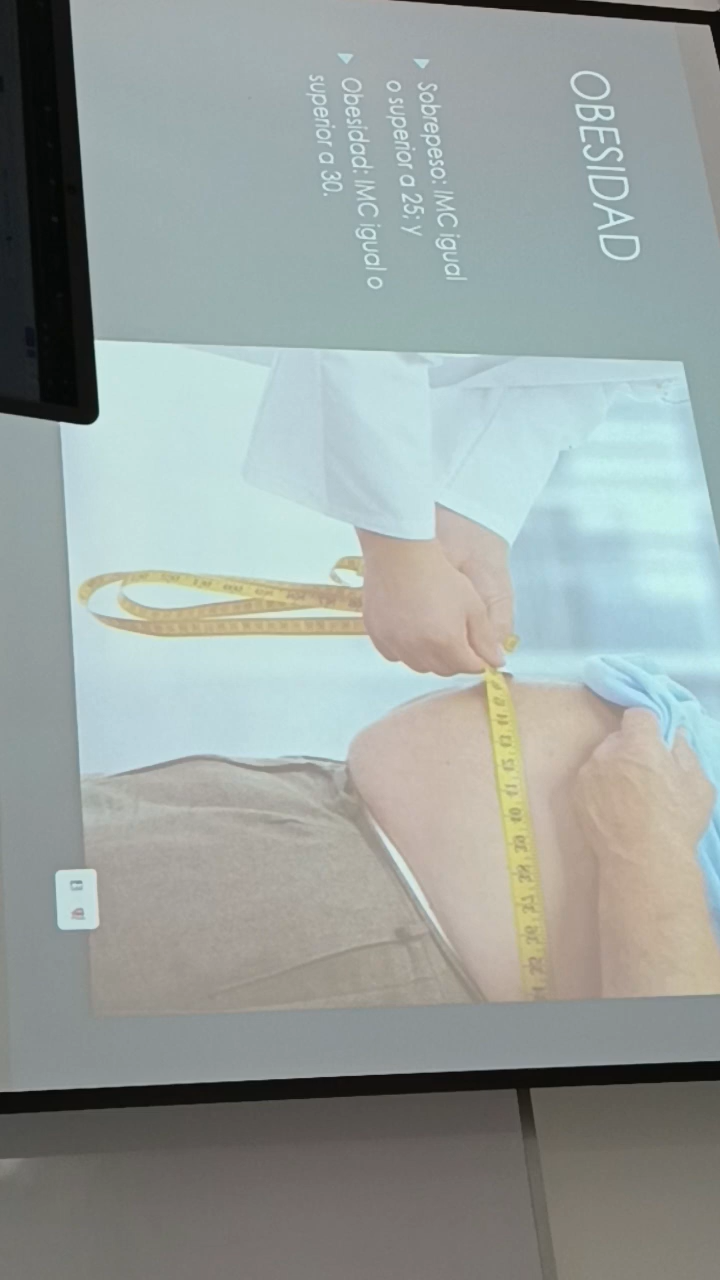 OBESIDAD
Sobrepeso: IMC igual
o superior a 25; y
Obesidad: IMC igual o
superior a 30.